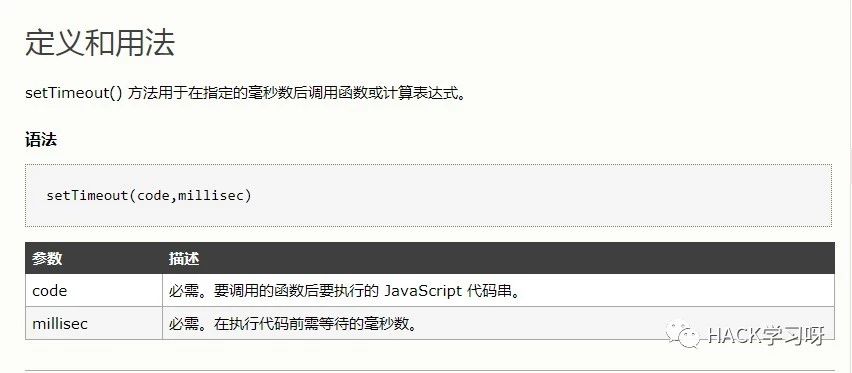 定义和用法
setTimeout() 方法用于在指定的毫秒数后调用函数或计算表达式。
语法
setTimeout(code,millisec)
参数 描述
code 必需。要调用的函数后要执行的 JavaScript 代码串。
millisec 必需。在执行代码前需等待的毫秒数。
HACK学习呀